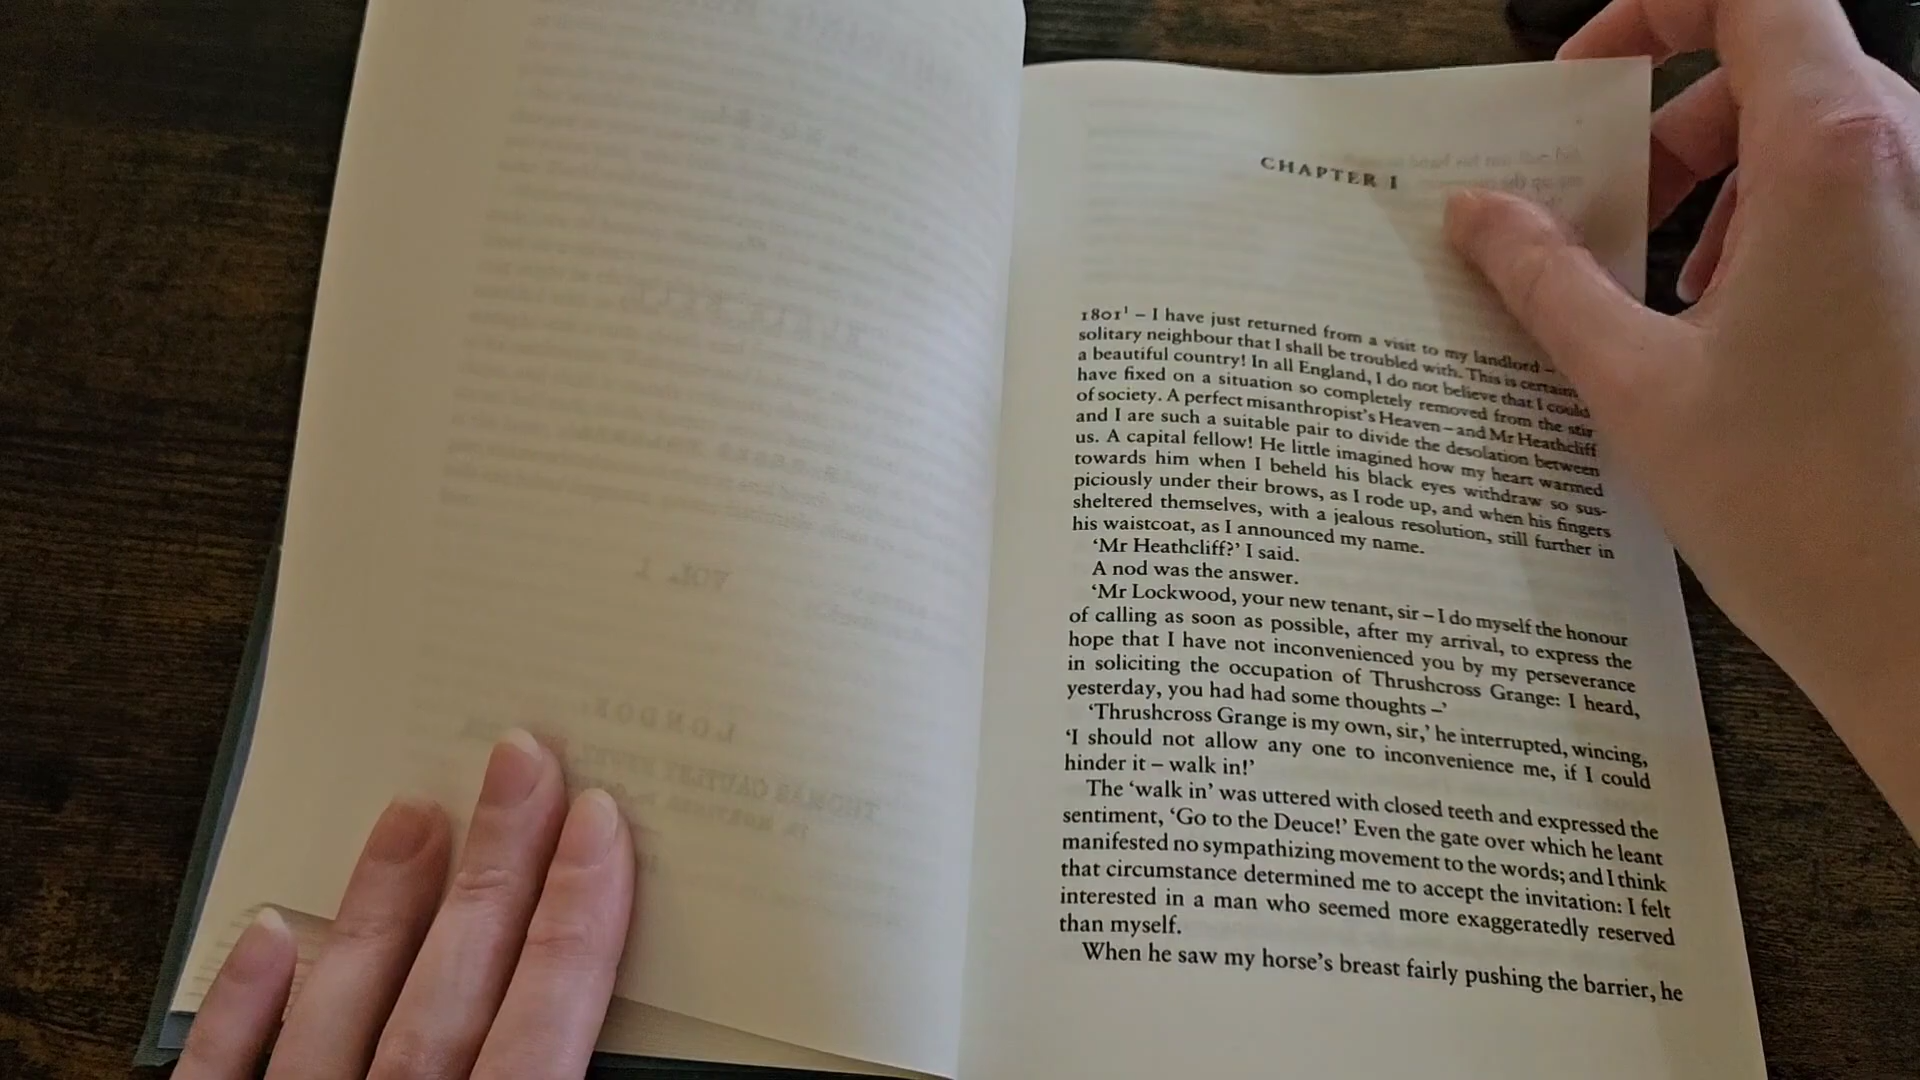 CHAPTER I
1801¹ – I have just returned from a visit to my landlord –
solitary neighbour that I shall be troubled with. This is certainly
a beautiful country! In all England, I do not believe that I could
have fixed on a situation so completely removed from the stir
of society. A perfect misanthropist's Heaven – and Mr Heathcliff
and I are such a suitable pair to divide the desolation between
us. A capital fellow! He little imagined how my heart warmed
towards him when I beheld his black eyes withdraw so sus-
piciously under their brows, as I rode up, and when his fingers
sheltered themselves, with a jealous resolution, still further in
his waistcoat, as I announced my name.
‘Mr Heathcliff?’ I said.
A nod was the answer.
‘Mr Lockwood, your new tenant, sir – I do myself the honour
of calling as soon as possible, after my arrival, to express the
hope that I have not inconvenienced you by my perseverance
in soliciting the occupation of Thrushcross Grange: I heard,
yesterday, you had had some thoughts –’
‘Thrushcross Grange is my own, sir,’ he interrupted, wincing,
‘I should not allow any one to inconvenience me, if I could
hinder it – walk in!’
The ‘walk in’ was uttered with closed teeth and expressed the
sentiment, ‘Go to the Deuce!’ Even the gate over which he leant
manifested no sympathizing movement to the words; and I think
that circumstance determined me to accept the invitation: I felt
interested in a man who seemed more exaggeratedly reserved
than myself.
When he saw my horse's breast fairly pushing the barrier, he